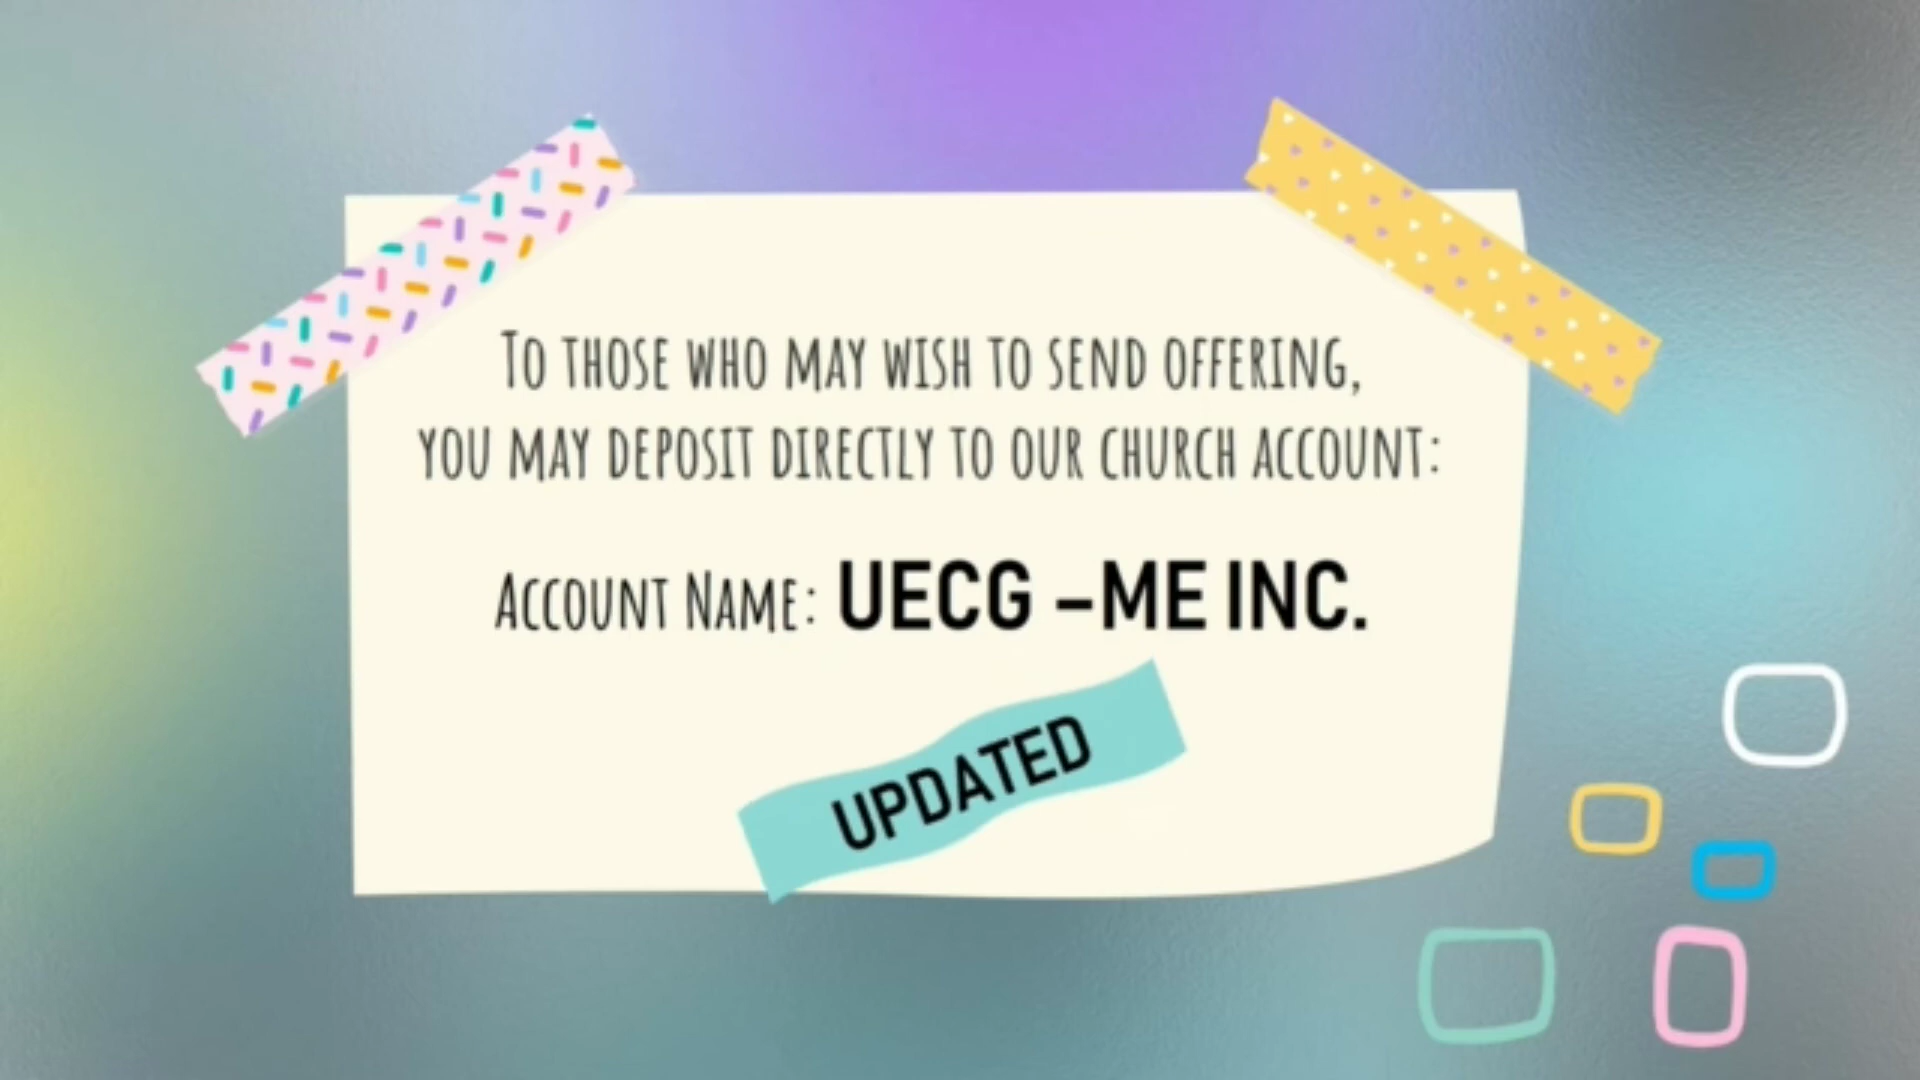 To those who may wish to send offering,
you may deposit directly to our church account:
Account Name: UECG –ME INC.
UPDATED